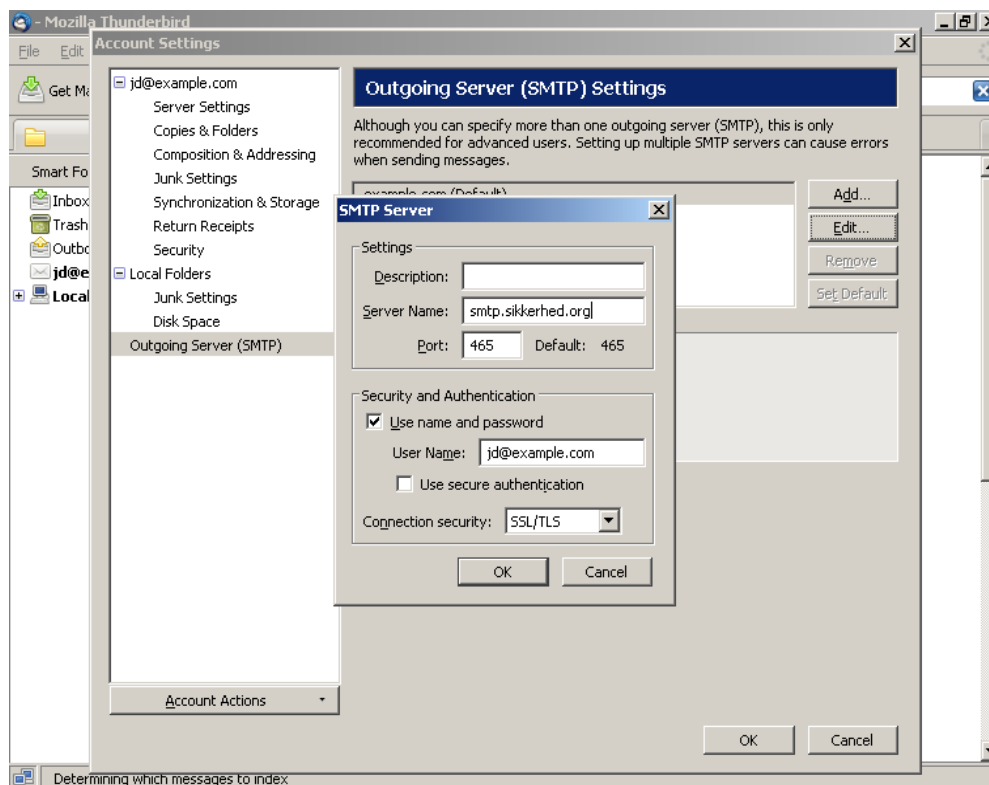 - Mozilla Thunderbird
File Edit
Account Settings
Get Ma
Smart Fo
Inbox
Trash
Outbo
jd@e
Local
jd@example.com
Server Settings
Copies & Folders
Composition & Addressing
Junk Settings
Synchronization & Storage
Return Receipts
Security
Local Folders
Junk Settings
Disk Space
Outgoing Server (SMTP)
Account Actions
Outgoing Server (SMTP) Settings
Although you can specify more than one outgoing server (SMTP), this is only
recommended for advanced users. Setting up multiple SMTP servers can cause errors
when sending messages.
example.com (Default)
Add...
Edit...
Remove
Set Default
SMTP Server
Settings
Description:
Server Name: smtp.sikkerhed.org
Port: 465 Default: 465
Security and Authentication
Use name and password
User Name: jd@example.com
Use secure authentication
Connection security: SSL/TLS
OK Cancel
OK Cancel
Determining which messages to index